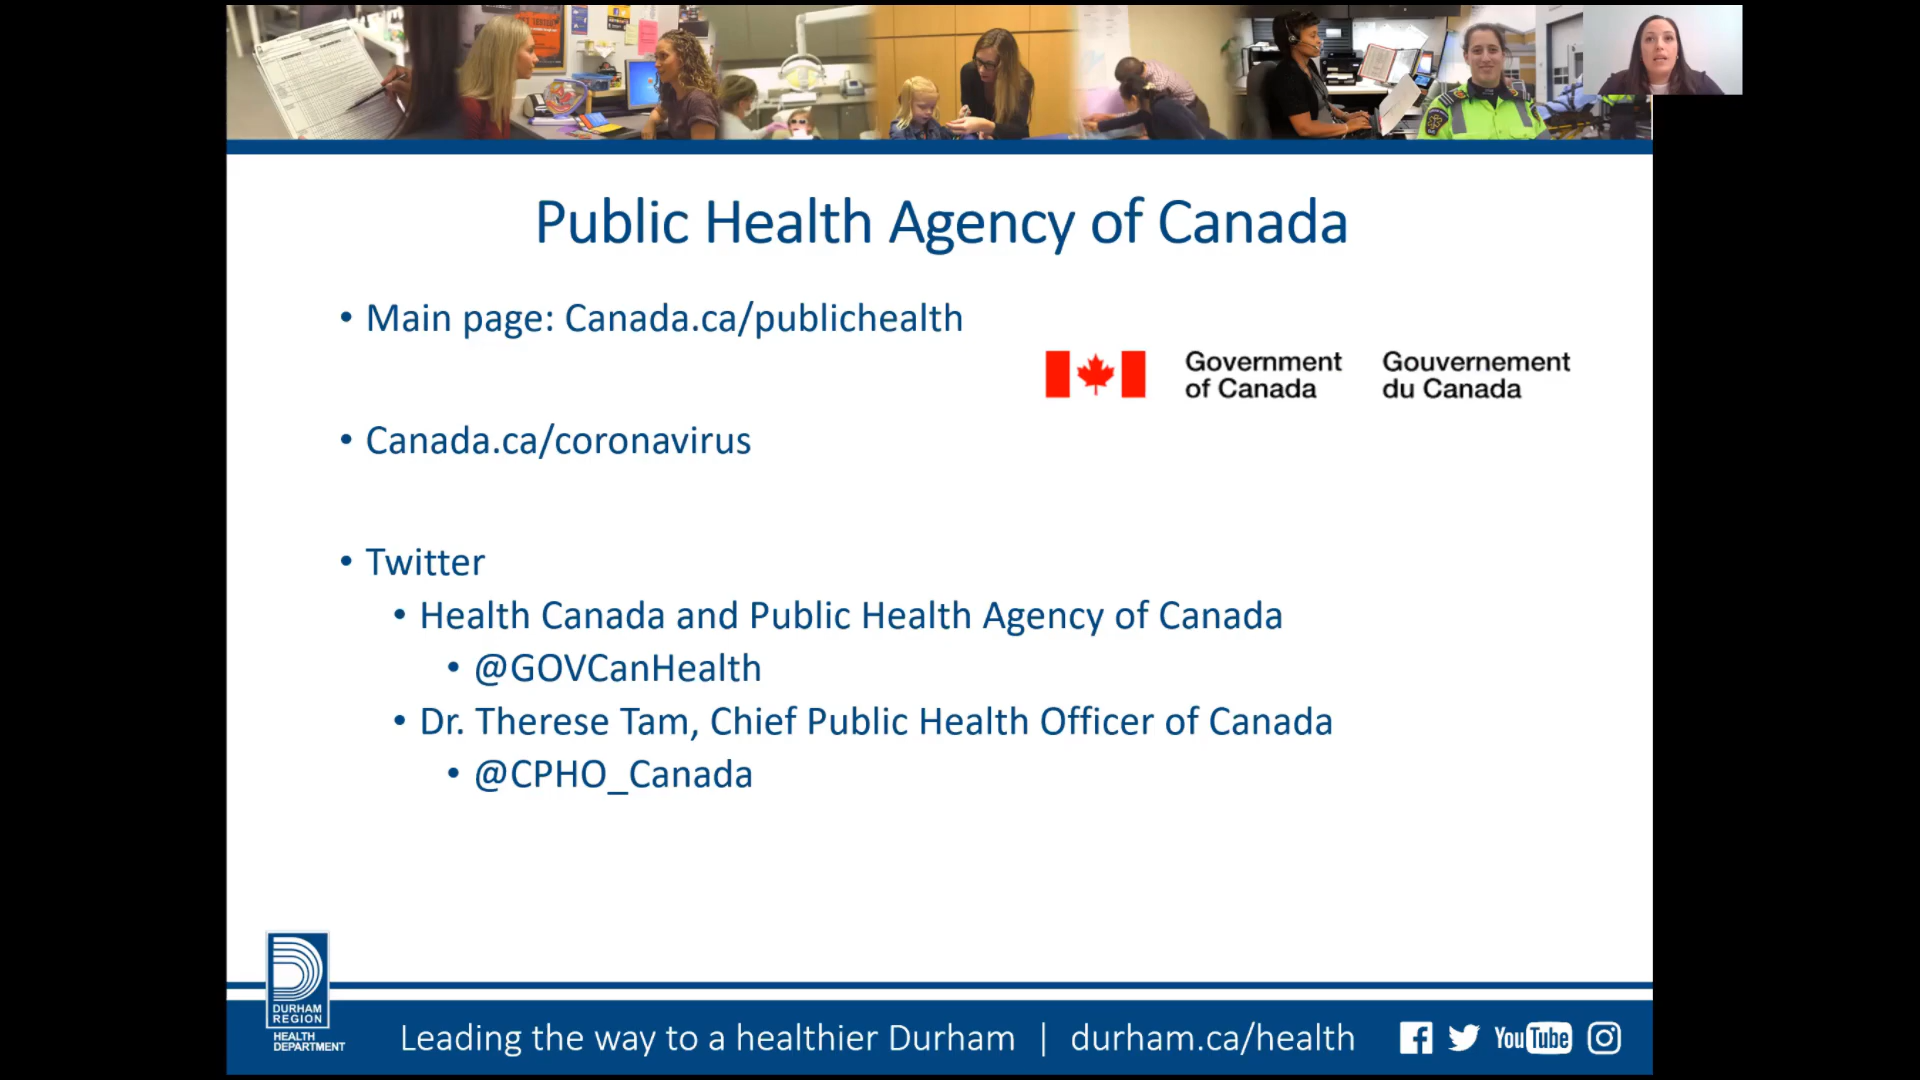 Public Health Agency of Canada
• Main page: Canada.ca/publichealth
Government of Canada
Gouvernement du Canada
• Canada.ca/coronavirus
• Twitter
• Health Canada and Public Health Agency of Canada
• @GOVCanHealth
• Dr. Therese Tam, Chief Public Health Officer of Canada
• @CPHO_Canada
DURHAM
REGION
HEALTH
DEPARTMENT
Leading the way to a healthier Durham | durham.ca/health
YouTube